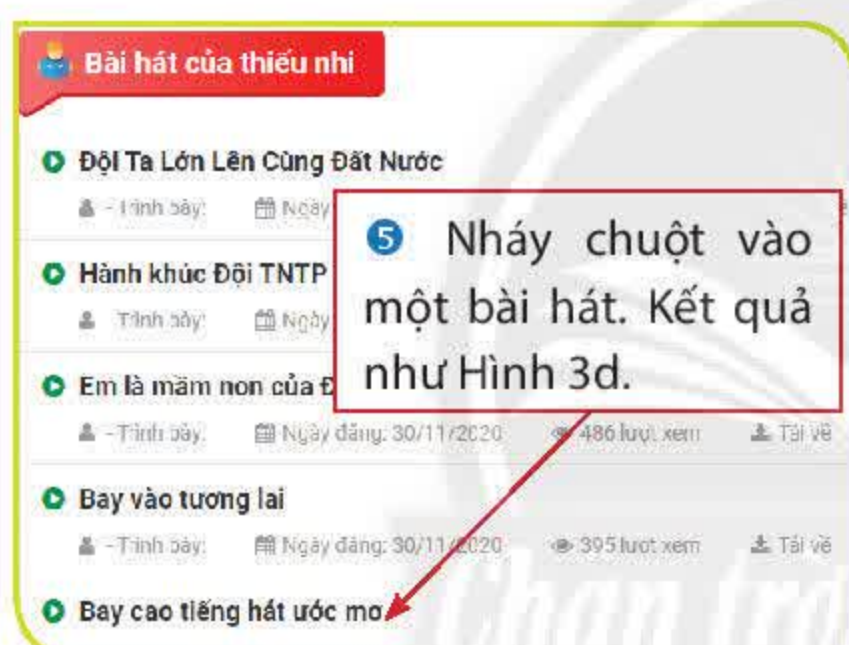 Bài hát của thiếu nhi
Đội Ta Lớn Lên Cùng Đất Nước
- Trình bày: Ngày
Hành khúc Đội TNTP
Trình bày: Ngày
5 Nháy chuột vào
một bài hát. Kết quả
như Hình 3d.
Em là mầm non của Đ
- Trình bày: Ngày đăng: 30/11/2020 486 lượt xem Tải về
Bay vào tương lai
- Trình bày: Ngày đăng: 30/11/2020 395 lượt xem Tải về
Bay cao tiếng hát ước mơ
Chân trờ